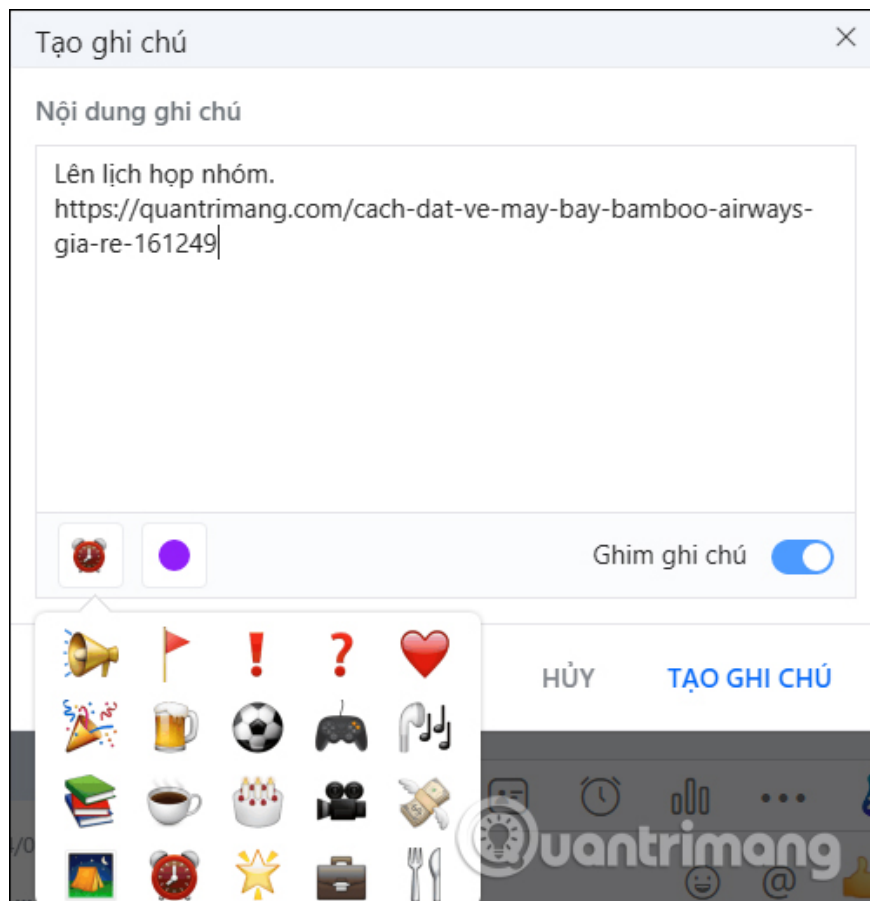 Tạo ghi chú
Nội dung ghi chú
Lên lịch họp nhóm.
https://quantrimang.com/cach-dat-ve-may-bay-bamboo-airways-
gia-re-161249
Ghim ghi chú
HỦY
TẠO GHI CHÚ
/0
Quantrimang
@